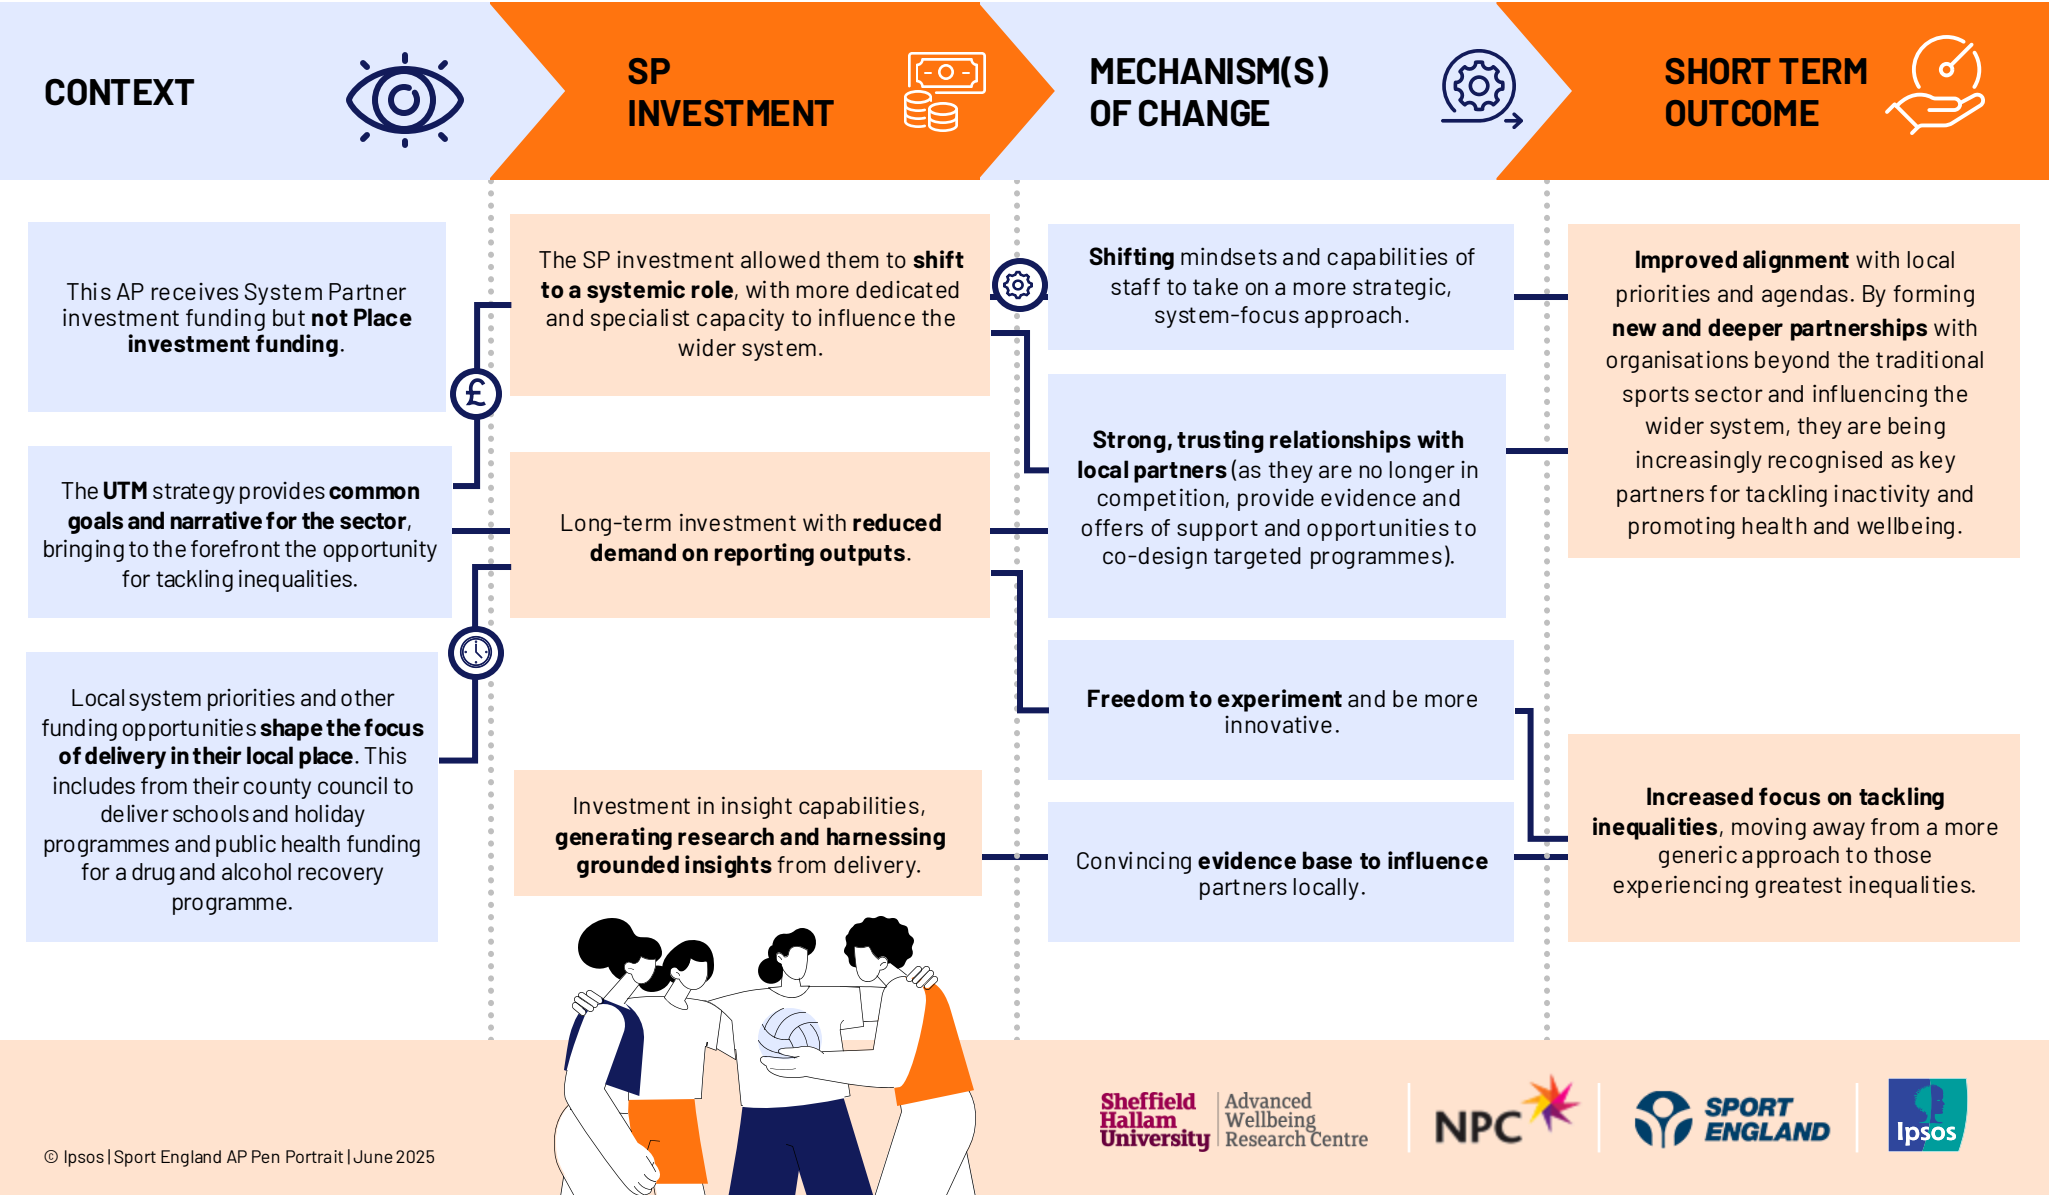 CONTEXT
SP
INVESTMENT
MECHANISM(S)
OF CHANGE
SHORT TERM
OUTCOME
This AP receives System Partner
investment funding but not Place
investment funding.
The UTM strategy provides common
goals and narrative for the sector,
bringing to the forefront the opportunity
for tackling inequalities.
Local system priorities and other
funding opportunities shape the focus
of delivery in their local place. This
includes from their county council to
deliver schools and holiday
programmes and public health funding
for a drug and alcohol recovery
programme.
£
The SP investment allowed them to shift
to a systemic role, with more dedicated
and specialist capacity to influence the
wider system.
Long-term investment with reduced
demand on reporting outputs.
Investment in insight capabilities,
generating research and harnessing
grounded insights from delivery.
Shifting mindsets and capabilities of
staff to take on a more strategic,
system-focus approach.
Strong, trusting relationships with
local partners (as they are no longer in
competition, provide evidence and
offers of support and opportunities to
co-design targeted programmes).
Freedom to experiment and be more
innovative.
Convincing evidence base to influence
partners locally.
Improved alignment with local
priorities and agendas. By forming
new and deeper partnerships with
organisations beyond the traditional
sports sector and influencing the
wider system, they are being
increasingly recognised as key
partners for tackling inactivity and
promoting health and wellbeing.
Increased focus on tackling
inequalities, moving away from a more
generic approach to those
experiencing greatest inequalities.
© Ipsos | Sport England AP Pen Portrait | June 2025
Sheffield
Hallam
University
Advanced
Wellbeing
Research Centre
NPC
SPORT
ENGLAND
Ipsos